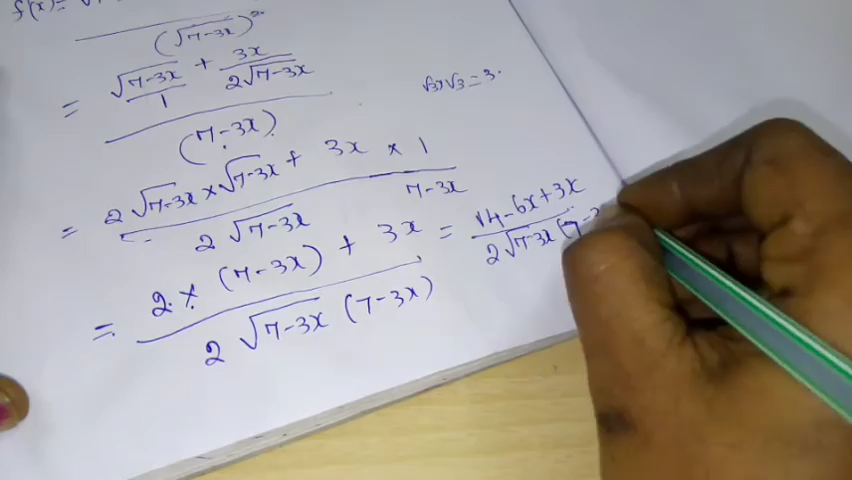 f(x)=
(√7-3x)².
= (√7-3x/1 + 3x/2√7-3x)/(7-3x)
√3×√3=3.
= (2√7-3x × √7-3x + 3x)/(2√7-3x) × 1/(7-3x)
= (2×(7-3x) + 3x)/(2√7-3x (7-3x)) = (14-6x+3x)/(2√7-3x (7-3